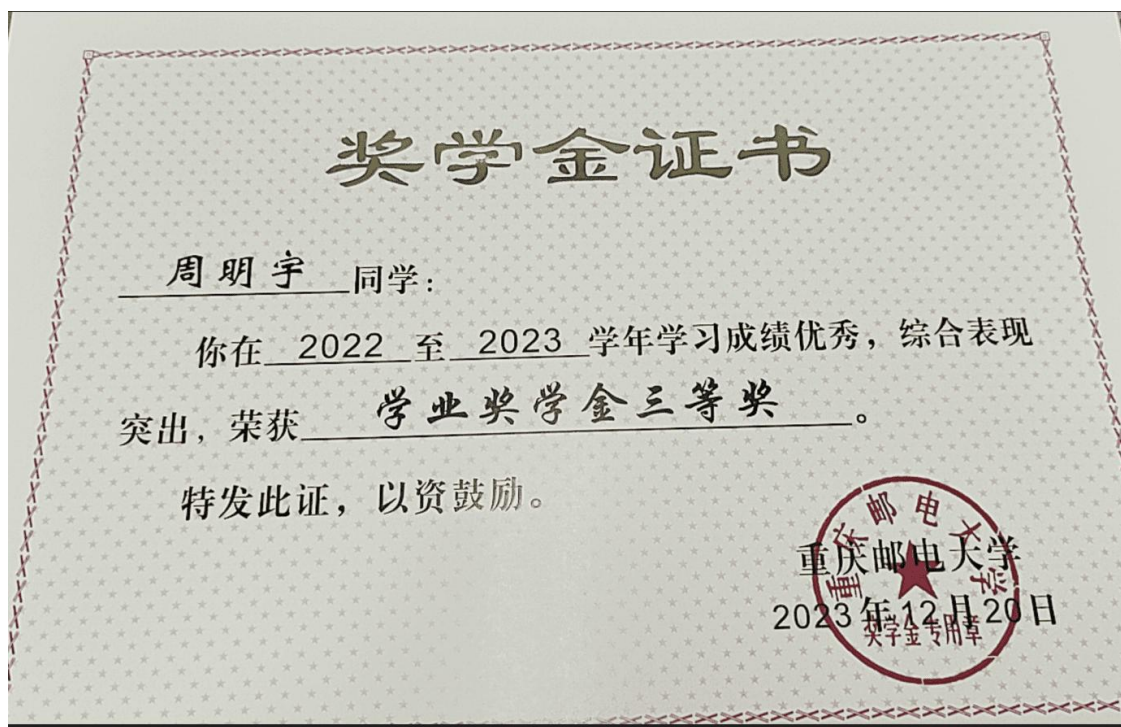 奖学金证书
周明宇 同学：
你在 2022 至 2023 学年学习成绩优秀，综合表现
突出，荣获 学业奖学金三等奖 。
特发此证，以资鼓励。
重庆邮电大学
重庆邮电大学
2023年12月20日
奖学金专用章